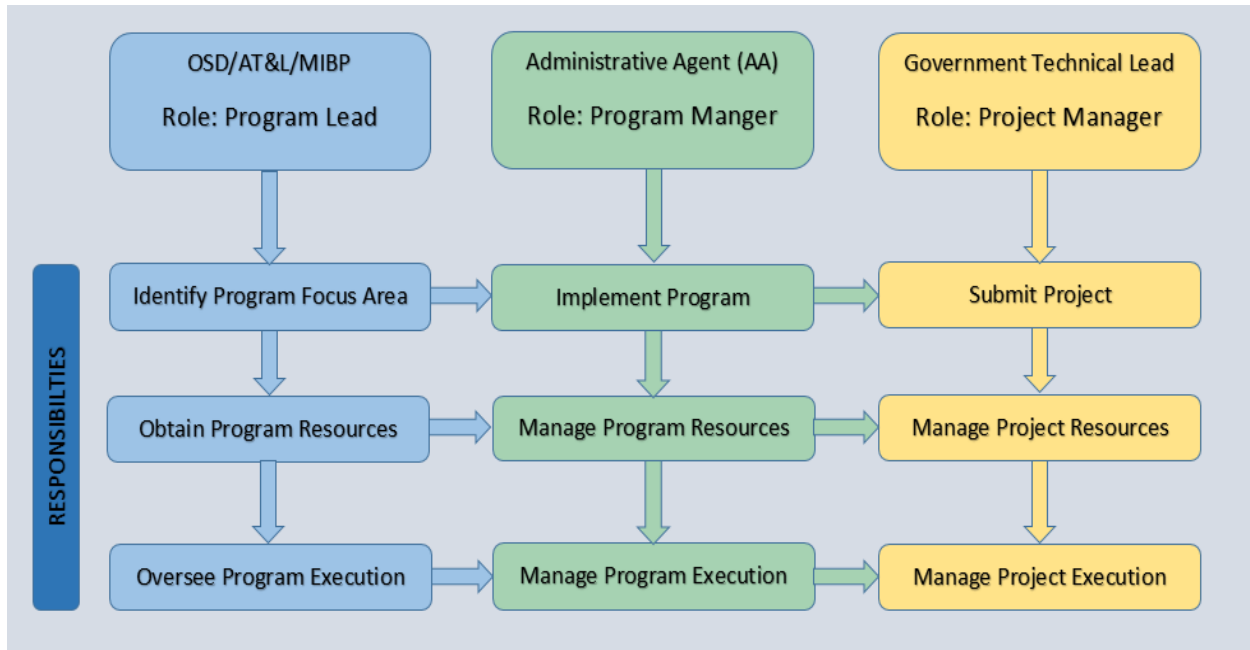 OSD/AT&L/MIBP
Role: Program Lead
Administrative Agent (AA)
Role: Program Manger
Government Technical Lead
Role: Project Manager
RESPONSIBILTIES
Identify Program Focus Area
Implement Program
Submit Project
Obtain Program Resources
Manage Program Resources
Manage Project Resources
Oversee Program Execution
Manage Program Execution
Manage Project Execution